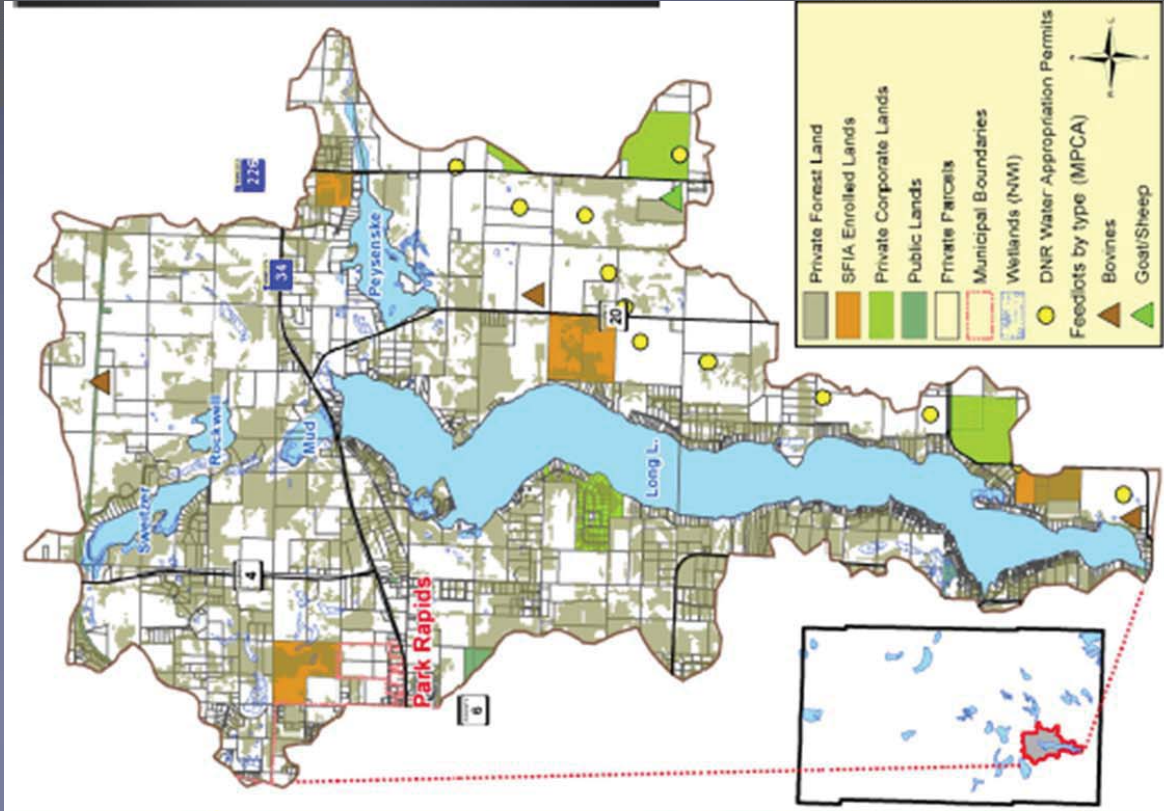 226
34
Peysenske
Rockwell
Mud
Sweitzer
4
20
Long L.
Park Rapids
6
Private Forest Land
SFIA Enrolled Lands
Private Corporate Lands
Public Lands
Private Parcels
Municipal Boundaries
Wetlands (NWI)
DNR Water Appropriation Permits
Feedlots by type (MPCA)
Bovines
Goat/Sheep